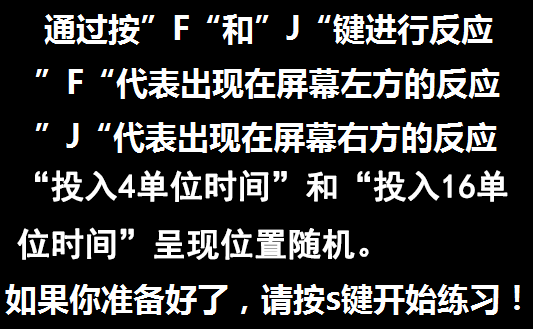 通过按”F“和”J“键进行反应
”F“代表出现在屏幕左方的反应
”J“代表出现在屏幕右方的反应
“投入4单位时间”和“投入16单
位时间”呈现位置随机。
如果你准备好了，请按s键开始练习！